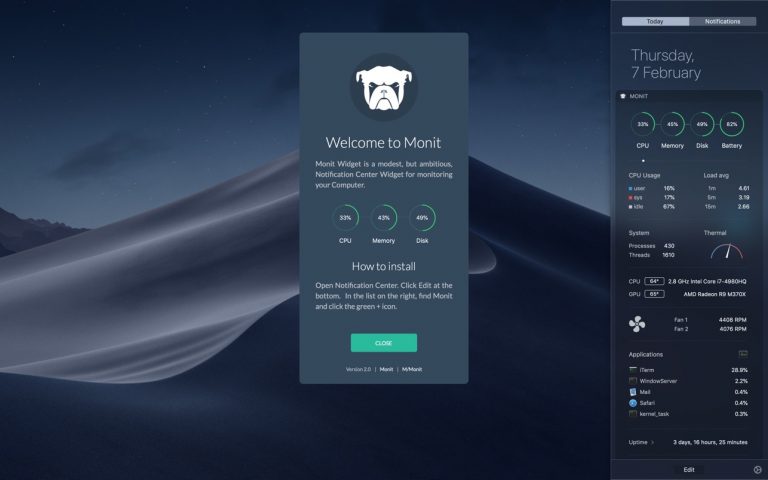 Welcome to Monit
Monit Widget is a modest, but ambitious,
Notification Center Widget for monitoring
your Computer.
33% 43% 49%
CPU Memory Disk
How to install
Open Notification Center. Click Edit at the
bottom. In the list on the right, find Monit
and click the green + icon.
CLOSE
Version 2.0 | Monit | M/Monit
Today Notifications
Thursday,
7 February
MONIT
33% 45% 49% 82%
CPU Memory Disk Battery
CPU Usage Load avg
user 16% 1m 4.61
sys 17% 5m 3.19
idle 67% 15m 2.66
System Thermal
Processes 430
Threads 1610
CPU 64° 2.8 GHz Intel Core i7-4980HQ
GPU 65° AMD Radeon R9 M370X
Fan 1 4408 RPM
Fan 2 4076 RPM
Applications
iTerm 28.9%
WindowServer 2.2%
Mail 0.4%
Safari 0.4%
kernel_task 0.3%
Uptime > 3 days, 16 hours, 25 minutes
Edit